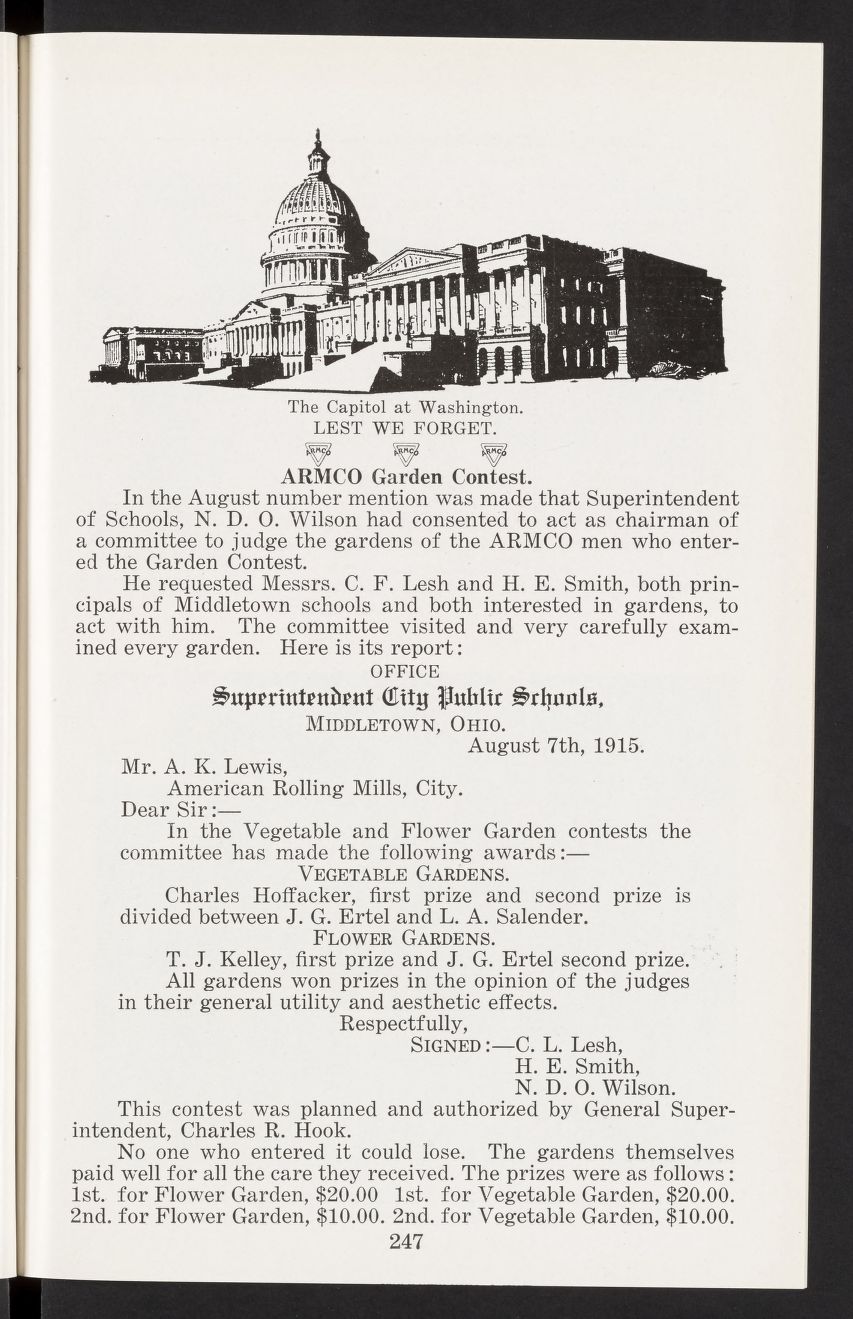 The Capitol at Washington.
LEST WE FORGET.
ARMCO ARMCO ARMCO
ARMCO Garden Contest.
In the August number mention was made that Superintendent
of Schools, N. D. O. Wilson had consented to act as chairman of
a committee to judge the gardens of the ARMCO men who enter-
ed the Garden Contest.
He requested Messrs. C. F. Lesh and H. E. Smith, both prin-
cipals of Middletown schools and both interested in gardens, to
act with him. The committee visited and very carefully exam-
ined every garden. Here is its report:
OFFICE
Superintendent City Public Schools,
MIDDLETOWN, OHIO.
August 7th, 1915.
Mr. A. K. Lewis,
American Rolling Mills, City.
Dear Sir:—
In the Vegetable and Flower Garden contests the
committee has made the following awards:—
VEGETABLE GARDENS.
Charles Hoffacker, first prize and second prize is
divided between J. G. Ertel and L. A. Salender.
FLOWER GARDENS.
T. J. Kelley, first prize and J. G. Ertel second prize.
All gardens won prizes in the opinion of the judges
in their general utility and aesthetic effects.
Respectfully,
SIGNED:—C. L. Lesh,
H. E. Smith,
N. D. O. Wilson.
This contest was planned and authorized by General Super-
intendent, Charles R. Hook.
No one who entered it could lose. The gardens themselves
paid well for all the care they received. The prizes were as follows:
1st. for Flower Garden, $20.00 1st. for Vegetable Garden, $20.00.
2nd. for Flower Garden, $10.00. 2nd. for Vegetable Garden, $10.00.
247